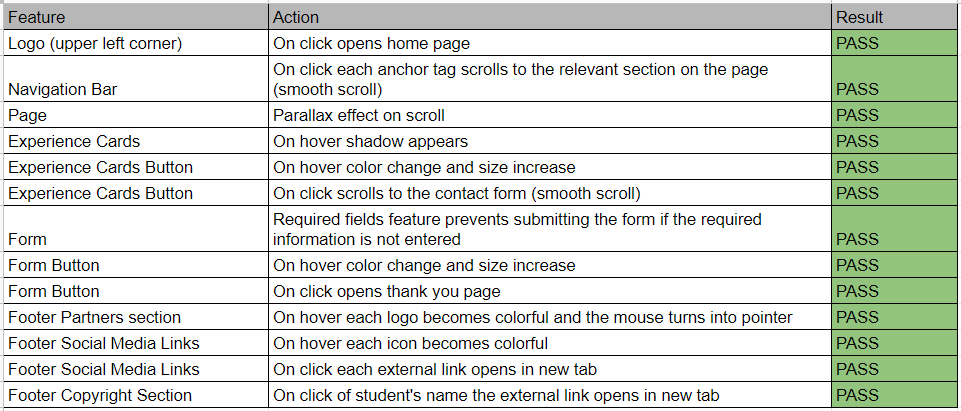 Feature Action Result
Logo (upper left corner) On click opens home page PASS
On click each anchor tag scrolls to the relevant section on the page
Navigation Bar (smooth scroll) PASS
Page Parallax effect on scroll PASS
Experience Cards On hover shadow appears PASS
Experience Cards Button On hover color change and size increase PASS
Experience Cards Button On click scrolls to the contact form (smooth scroll) PASS
Required fields feature prevents submitting the form if the required
Form information is not entered PASS
Form Button On hover color change and size increase PASS
Form Button On click opens thank you page PASS
Footer Partners section On hover each logo becomes colorful and the mouse turns into pointer PASS
Footer Social Media Links On hover each icon becomes colorful PASS
Footer Social Media Links On click each external link opens in new tab PASS
Footer Copyright Section On click of student's name the external link opens in new tab PASS